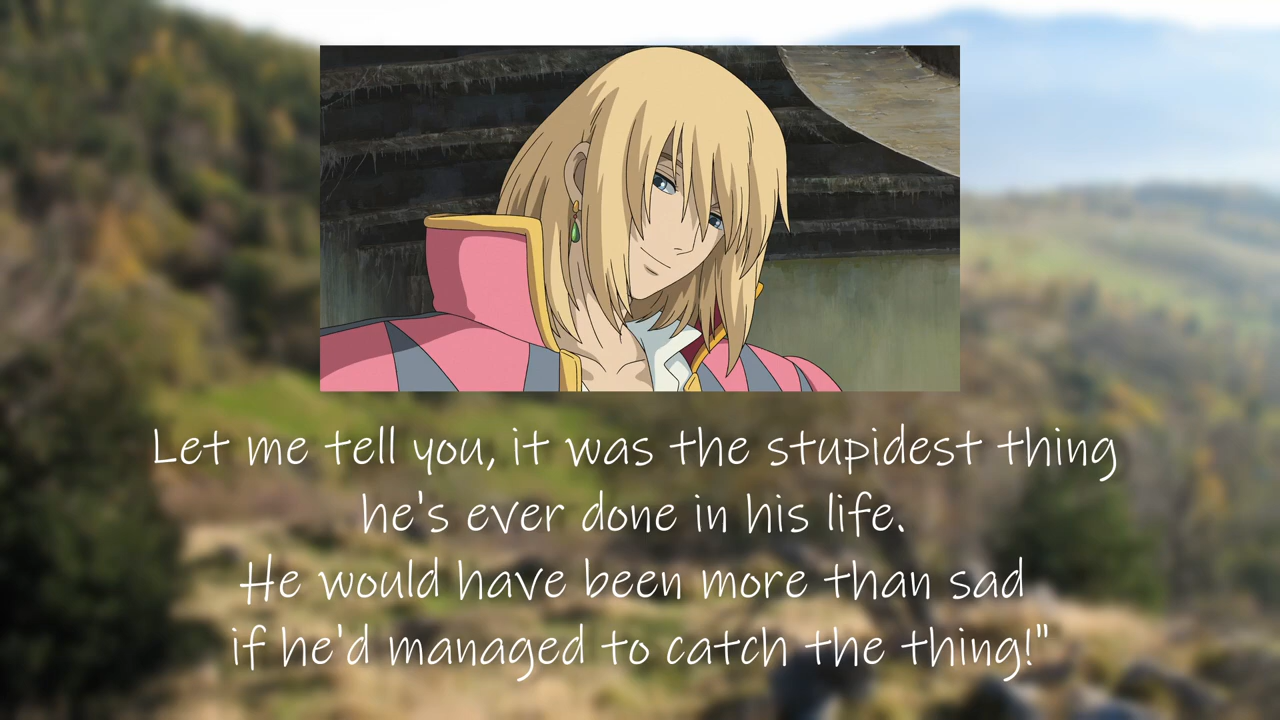 Let me tell you, it was the stupidest thing
he's ever done in his life.
He would have been more than sad
if he'd managed to catch the thing!"